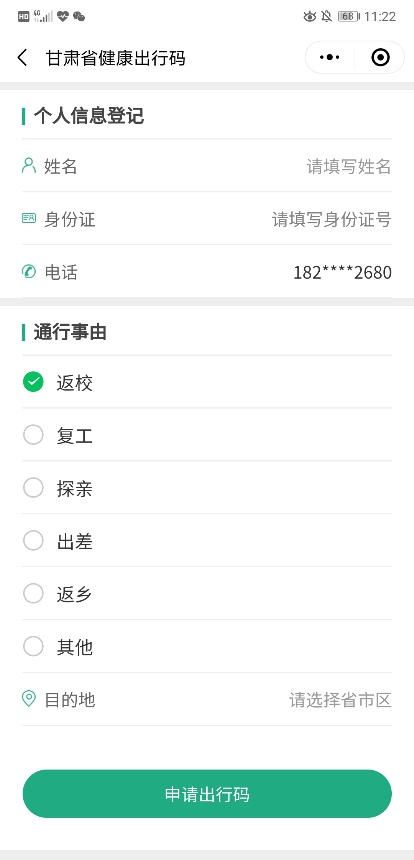 HD 4G 68 11:22
甘肃省健康出行码
个人信息登记
姓名 请填写姓名
身份证 请填写身份证号
电话 182****2680
通行事由
返校
复工
探亲
出差
返乡
其他
目的地 请选择省市区
申请出行码